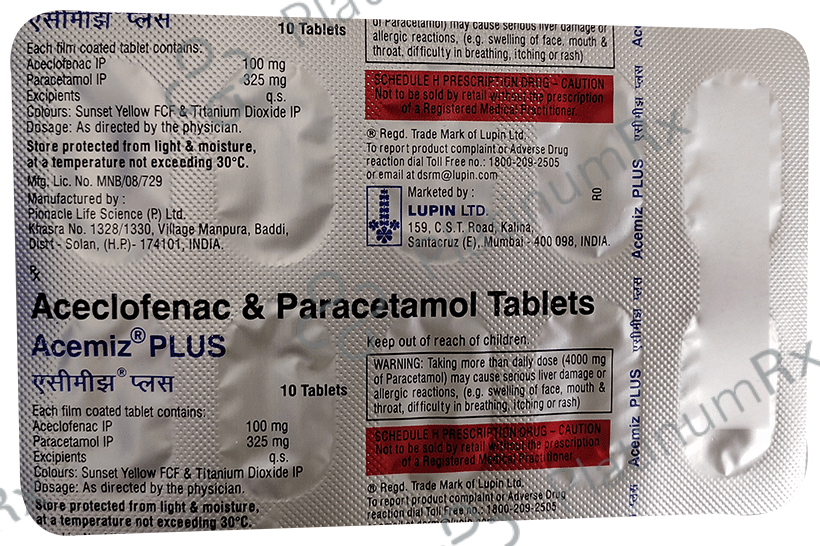 एसीमीझ प्लस
10 Tablets
Each film coated tablet contains:
Aceclofenac IP 100 mg
Paracetamol IP 325 mg
Excipients q.s.
Colours: Sunset Yellow FCF & Titanium Dioxide IP
Dosage: As directed by the physician.
Store protected from light & moisture,
at a temperature not exceeding 30°C.
Mfg. Lic. No. MNB/08/729
Manufactured by :
Pinnacle Life Science (P) Ltd.
Khasra No. 1328/1330, Village Manpura, Baddi,
Distt - Solan, (H.P.)- 174101, INDIA.
of Paracetamol) may cause serious liver damage or
allergic reactions, (e.g. swelling of face, mouth &
throat, difficulty in breathing, itching or rash)
SCHEDULE H PRESCRIPTION DRUG – CAUTION
Not to be sold by retail without the prescription
of a Registered Medical Practitioner.
® Regd. Trade Mark of Lupin Ltd.
To report product complaint or Adverse Drug
reaction dial Toll Free no.: 1800-209-2505
or email at dsrm@lupin.com
Marketed by :
LUPIN LTD.
159, C.S.T. Road, Kalina,
Santacruz (E), Mumbai - 400 098, INDIA.
R0
Rx
Aceclofenac & Paracetamol Tablets
Acemiz® PLUS
एसीमीझ® प्लस
10 Tablets
Each film coated tablet contains:
Aceclofenac IP 100 mg
Paracetamol IP 325 mg
Excipients q.s.
Colours: Sunset Yellow FCF & Titanium Dioxide IP
Dosage: As directed by the physician.
Store protected from light & moisture,
at a temperature not exceeding 30°C.
Keep out of reach of children.
WARNING: Taking more than daily dose (4000 mg
of Paracetamol) may cause serious liver damage or
allergic reactions, (e.g. swelling of face, mouth &
throat, difficulty in breathing, itching or rash)
SCHEDULE H PRESCRIPTION DRUG – CAUTION
Not to be sold by retail without the prescription
of a Registered Medical Practitioner.
® Regd. Trade Mark of Lupin Ltd.
To report product complaint or Adverse Drug
reaction dial Toll Free no.: 1800-209-2505
प्लस Acemiz PLUS एसीमीझ प्लस Acemiz PLUS एसीमीझ प्लस Ace
PlatinumRx
PlatinumRx